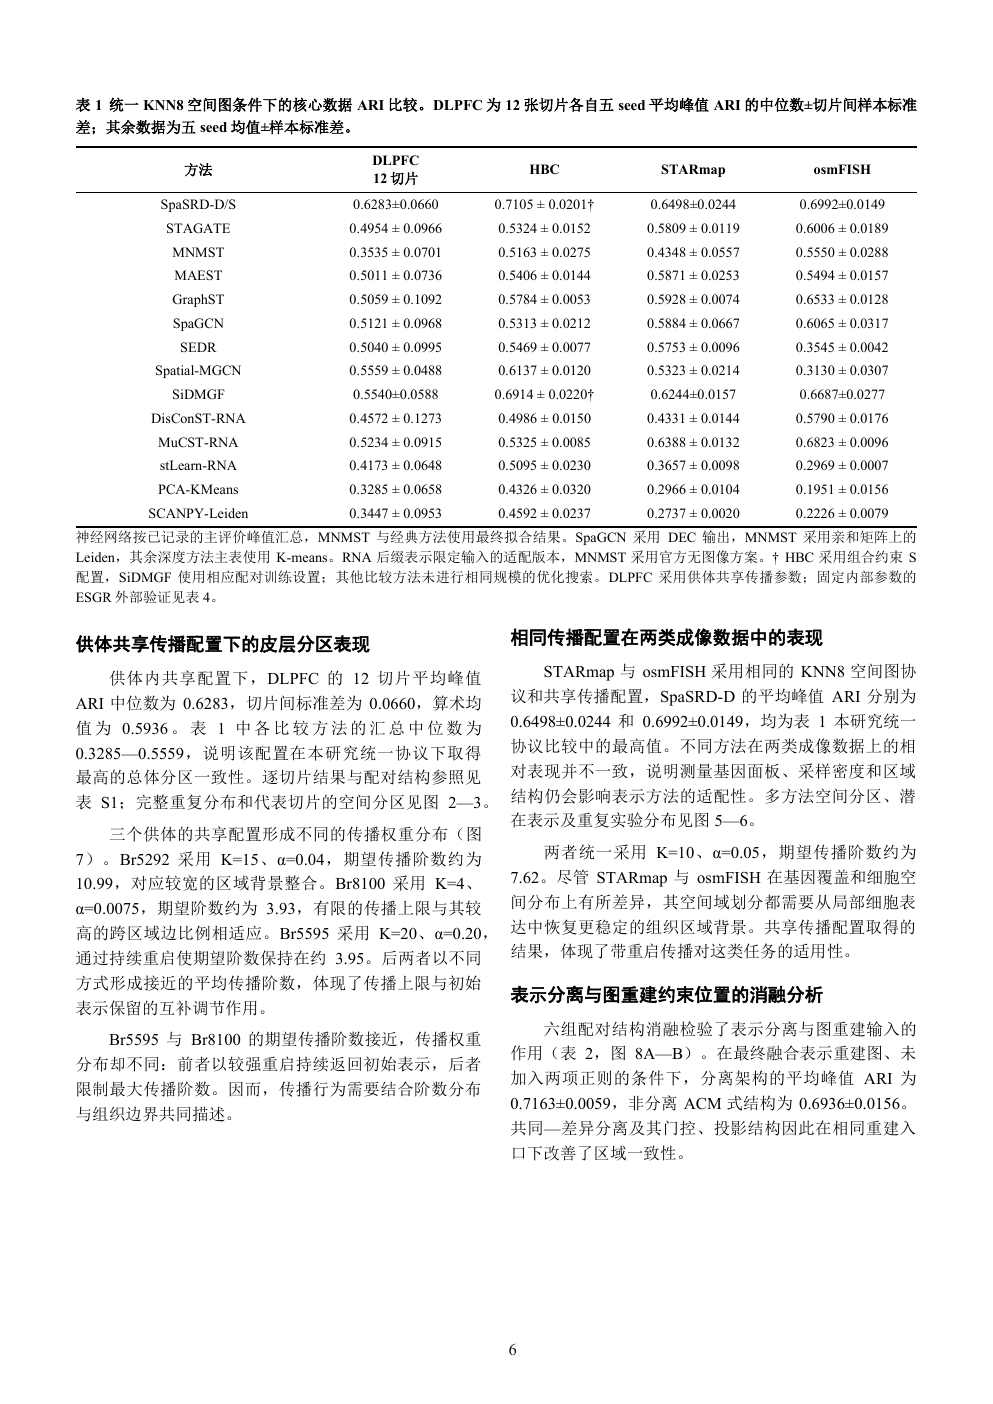 表 1 统一 KNN8 空间图条件下的核心数据 ARI 比较。DLPFC 为 12 张切片各自五 seed 平均峰值 ARI 的中位数±切片间样本标准
差；其余数据为五 seed 均值±样本标准差。
方法 DLPFC 12 切片 HBC STARmap osmFISH
SpaSRD-D/S 0.6283±0.0660 0.7105 ± 0.0201† 0.6498±0.0244 0.6992±0.0149
STAGATE 0.4954 ± 0.0966 0.5324 ± 0.0152 0.5809 ± 0.0119 0.6006 ± 0.0189
MNMST 0.3535 ± 0.0701 0.5163 ± 0.0275 0.4348 ± 0.0557 0.5550 ± 0.0288
MAEST 0.5011 ± 0.0736 0.5406 ± 0.0144 0.5871 ± 0.0253 0.5494 ± 0.0157
GraphST 0.5059 ± 0.1092 0.5784 ± 0.0053 0.5928 ± 0.0074 0.6533 ± 0.0128
SpaGCN 0.5121 ± 0.0968 0.5313 ± 0.0212 0.5884 ± 0.0667 0.6065 ± 0.0317
SEDR 0.5040 ± 0.0995 0.5469 ± 0.0077 0.5753 ± 0.0096 0.3545 ± 0.0042
Spatial-MGCN 0.5559 ± 0.0488 0.6137 ± 0.0120 0.5323 ± 0.0214 0.3130 ± 0.0307
SiDMGF 0.5540±0.0588 0.6914 ± 0.0220† 0.6244±0.0157 0.6687±0.0277
DisConST-RNA 0.4572 ± 0.1273 0.4986 ± 0.0150 0.4331 ± 0.0144 0.5790 ± 0.0176
MuCST-RNA 0.5234 ± 0.0915 0.5325 ± 0.0085 0.6388 ± 0.0132 0.6823 ± 0.0096
stLearn-RNA 0.4173 ± 0.0648 0.5095 ± 0.0230 0.3657 ± 0.0098 0.2969 ± 0.0007
PCA-KMeans 0.3285 ± 0.0658 0.4326 ± 0.0320 0.2966 ± 0.0104 0.1951 ± 0.0156
SCANPY-Leiden 0.3447 ± 0.0953 0.4592 ± 0.0237 0.2737 ± 0.0020 0.2226 ± 0.0079
神经网络按已记录的主评价峰值汇总，MNMST 与经典方法使用最终拟合结果。SpaGCN 采用 DEC 输出，MNMST 采用亲和矩阵上的
Leiden，其余深度方法主表使用 K-means。RNA 后缀表示限定输入的适配版本，MNMST 采用官方无图像方案。† HBC 采用组合约束 S
配置，SiDMGF 使用相应配对训练设置；其他比较方法未进行相同规模的优化搜索。DLPFC 采用供体共享传播参数；固定内部参数的
ESGR 外部验证见表 4。
供体共享传播配置下的皮层分区表现
供体内共享配置下，DLPFC 的 12 切片平均峰值
ARI 中位数为 0.6283，切片间标准差为 0.0660，算术均
值为 0.5936。表 1 中各比较方法的汇总中位数为
0.3285—0.5559，说明该配置在本研究统一协议下取得
最高的总体分区一致性。逐切片结果与配对结构参照见
表 S1；完整重复分布和代表切片的空间分区见图 2—3。
三个供体的共享配置形成不同的传播权重分布（图
7）。Br5292 采用 K=15、α=0.04，期望传播阶数约为
10.99，对应较宽的区域背景整合。Br8100 采用 K=4、
α=0.0075，期望阶数约为 3.93，有限的传播上限与其较
高的跨区域边比例相适应。Br5595 采用 K=20、α=0.20，
通过持续重启使期望阶数保持在约 3.95。后两者以不同
方式形成接近的平均传播阶数，体现了传播上限与初始
表示保留的互补调节作用。
Br5595 与 Br8100 的期望传播阶数接近，传播权重
分布却不同：前者以较强重启持续返回初始表示，后者
限制最大传播阶数。因而，传播行为需要结合阶数分布
与组织边界共同描述。
相同传播配置在两类成像数据中的表现
STARmap 与 osmFISH 采用相同的 KNN8 空间图协
议和共享传播配置，SpaSRD-D 的平均峰值 ARI 分别为
0.6498±0.0244 和 0.6992±0.0149，均为表 1 本研究统一
协议比较中的最高值。不同方法在两类成像数据上的相
对表现并不一致，说明测量基因面板、采样密度和区域
结构仍会影响表示方法的适配性。多方法空间分区、潜
在表示及重复实验分布见图 5—6。
两者统一采用 K=10、α=0.05，期望传播阶数约为
7.62。尽管 STARmap 与 osmFISH 在基因覆盖和细胞空
间分布上有所差异，其空间域划分都需要从局部细胞表
达中恢复更稳定的组织区域背景。共享传播配置取得的
结果，体现了带重启传播对这类任务的适用性。
表示分离与图重建约束位置的消融分析
六组配对结构消融检验了表示分离与图重建输入的
作用（表 2，图 8A—B）。在最终融合表示重建图、未
加入两项正则的条件下，分离架构的平均峰值 ARI 为
0.7163±0.0059，非分离 ACM 式结构为 0.6936±0.0156。
共同—差异分离及其门控、投影结构因此在相同重建入
口下改善了区域一致性。
6